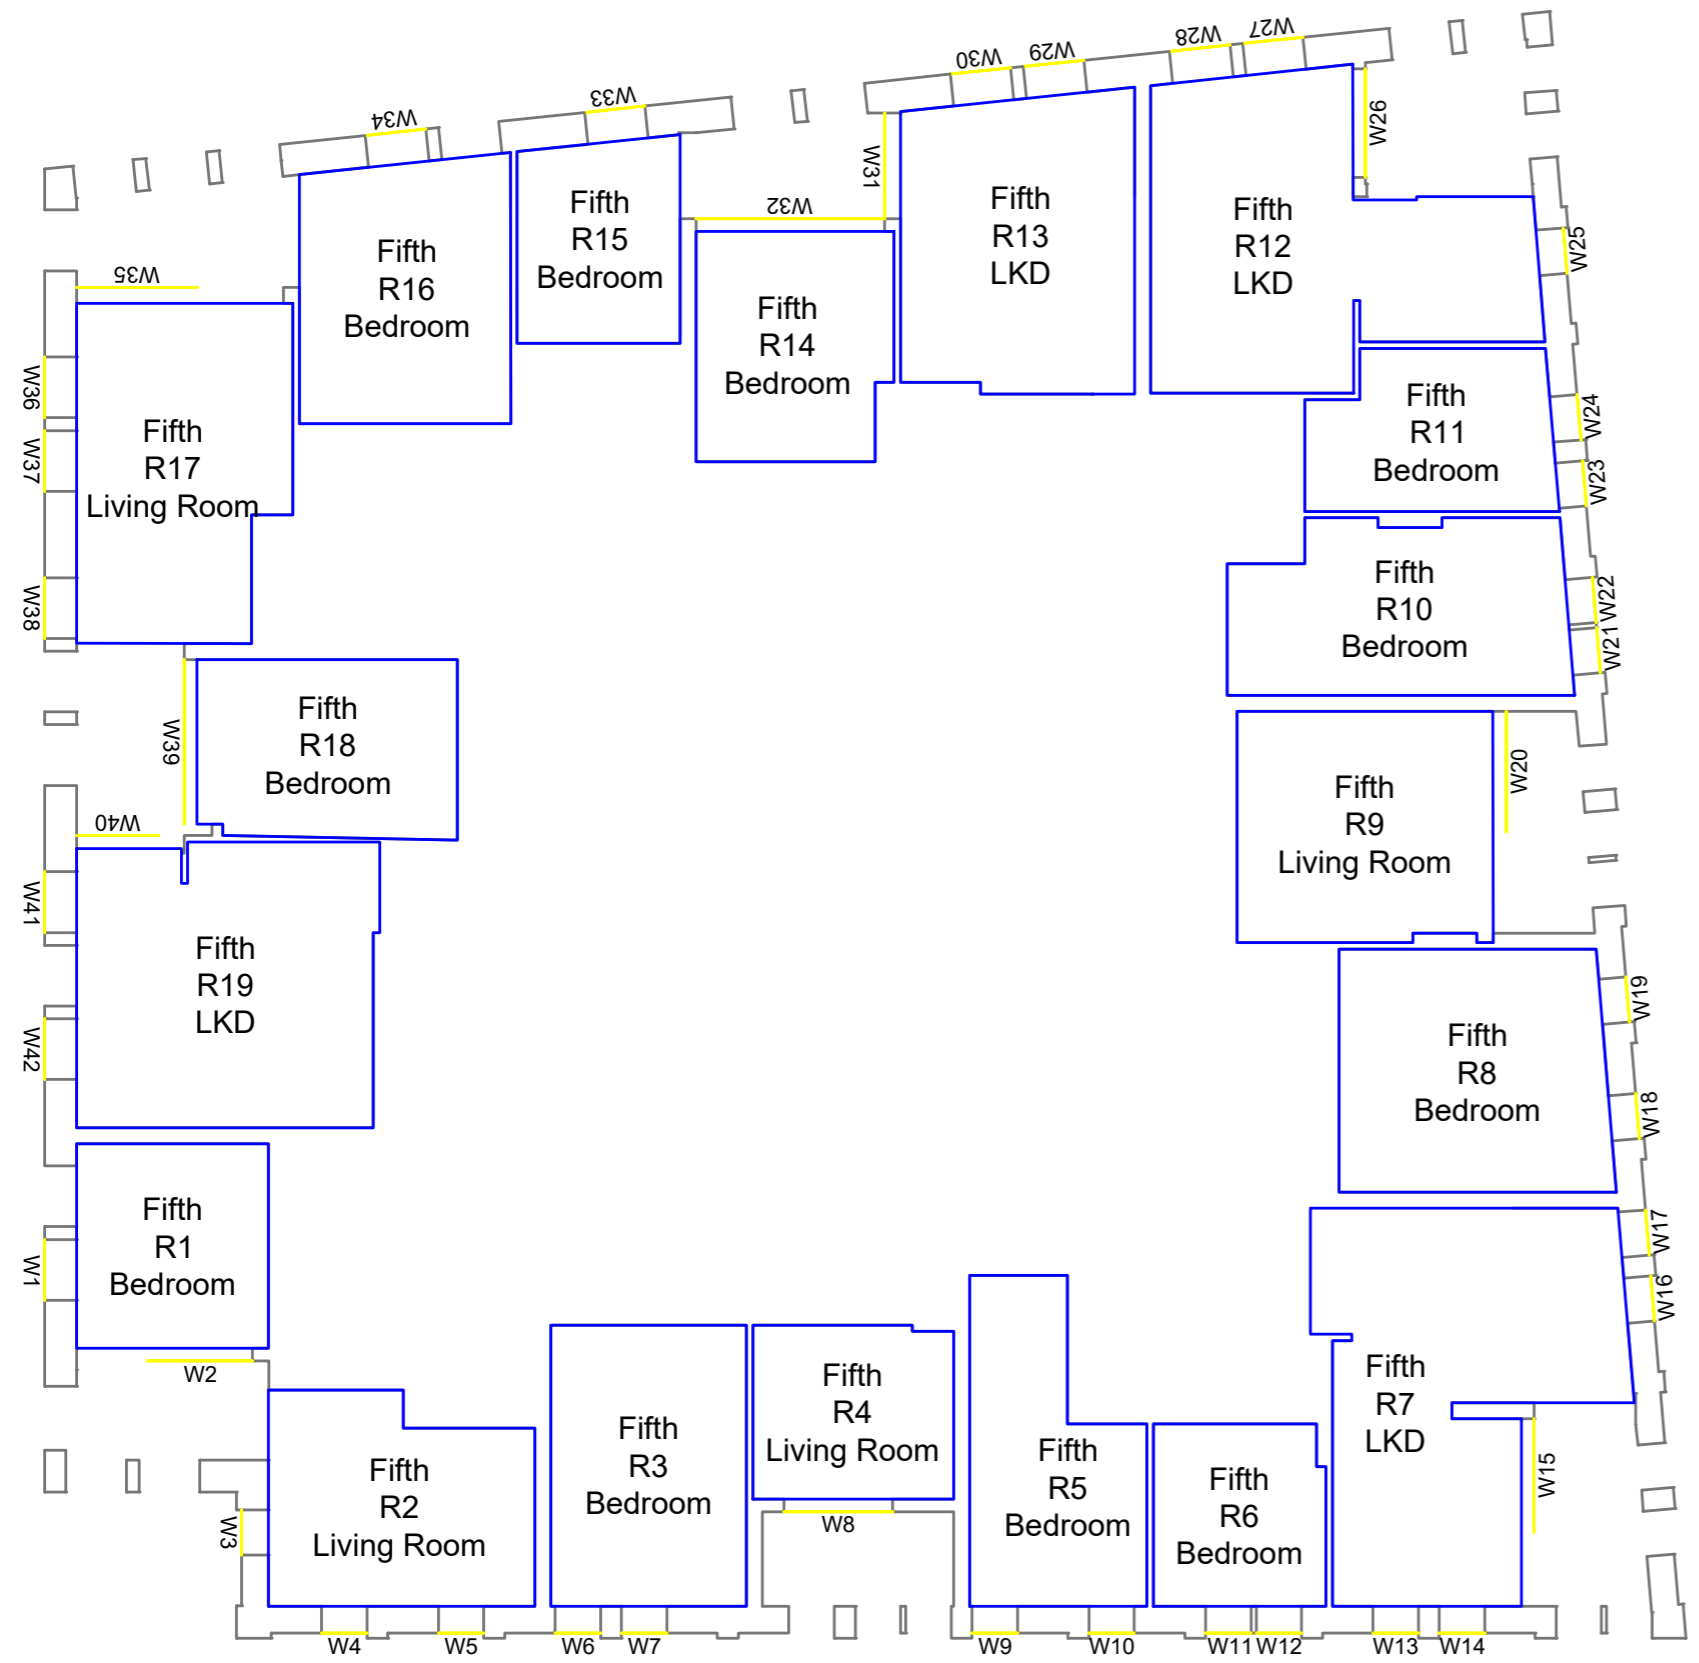 W27
W28
W29
W30
W26
W33
W34
W31
W32
W25
Fifth
R16
Bedroom
Fifth
R15
Bedroom
Fifth
R14
Bedroom
Fifth
R13
LKD
Fifth
R12
LKD
W35
W36
W37
W38
Fifth
R17
Living Room
Fifth
R11
Bedroom
W24
W23
Fifth
R10
Bedroom
W22
W21
W39
Fifth
R18
Bedroom
Fifth
R9
Living Room
W20
W40
W41
W42
Fifth
R19
LKD
Fifth
R8
Bedroom
W19
W18
W1
Fifth
R1
Bedroom
W2
W17
W16
W3
Fifth
R2
Living Room
Fifth
R3
Bedroom
Fifth
R4
Living Room
W8
Fifth
R5
Bedroom
Fifth
R6
Bedroom
Fifth
R7
LKD
W15
W4
W5
W6
W7
W9
W10
W11
W12
W13
W14